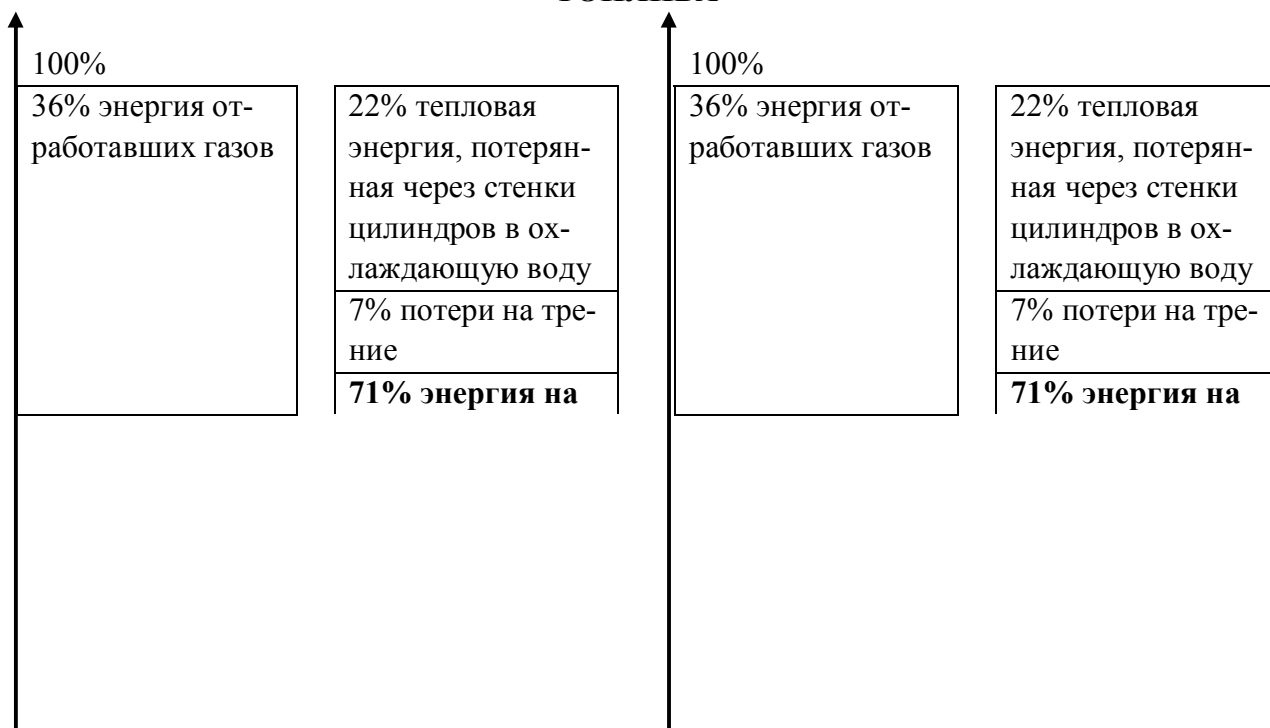 100%
36% энергия от-
работавших газов
22% тепловая
энергия, потерян-
ная через стенки
цилиндров в ох-
лаждающую воду
7% потери на тре-
ние
71% энергия на
100%
36% энергия от-
работавших газов
22% тепловая
энергия, потерян-
ная через стенки
цилиндров в ох-
лаждающую воду
7% потери на тре-
ние
71% энергия на